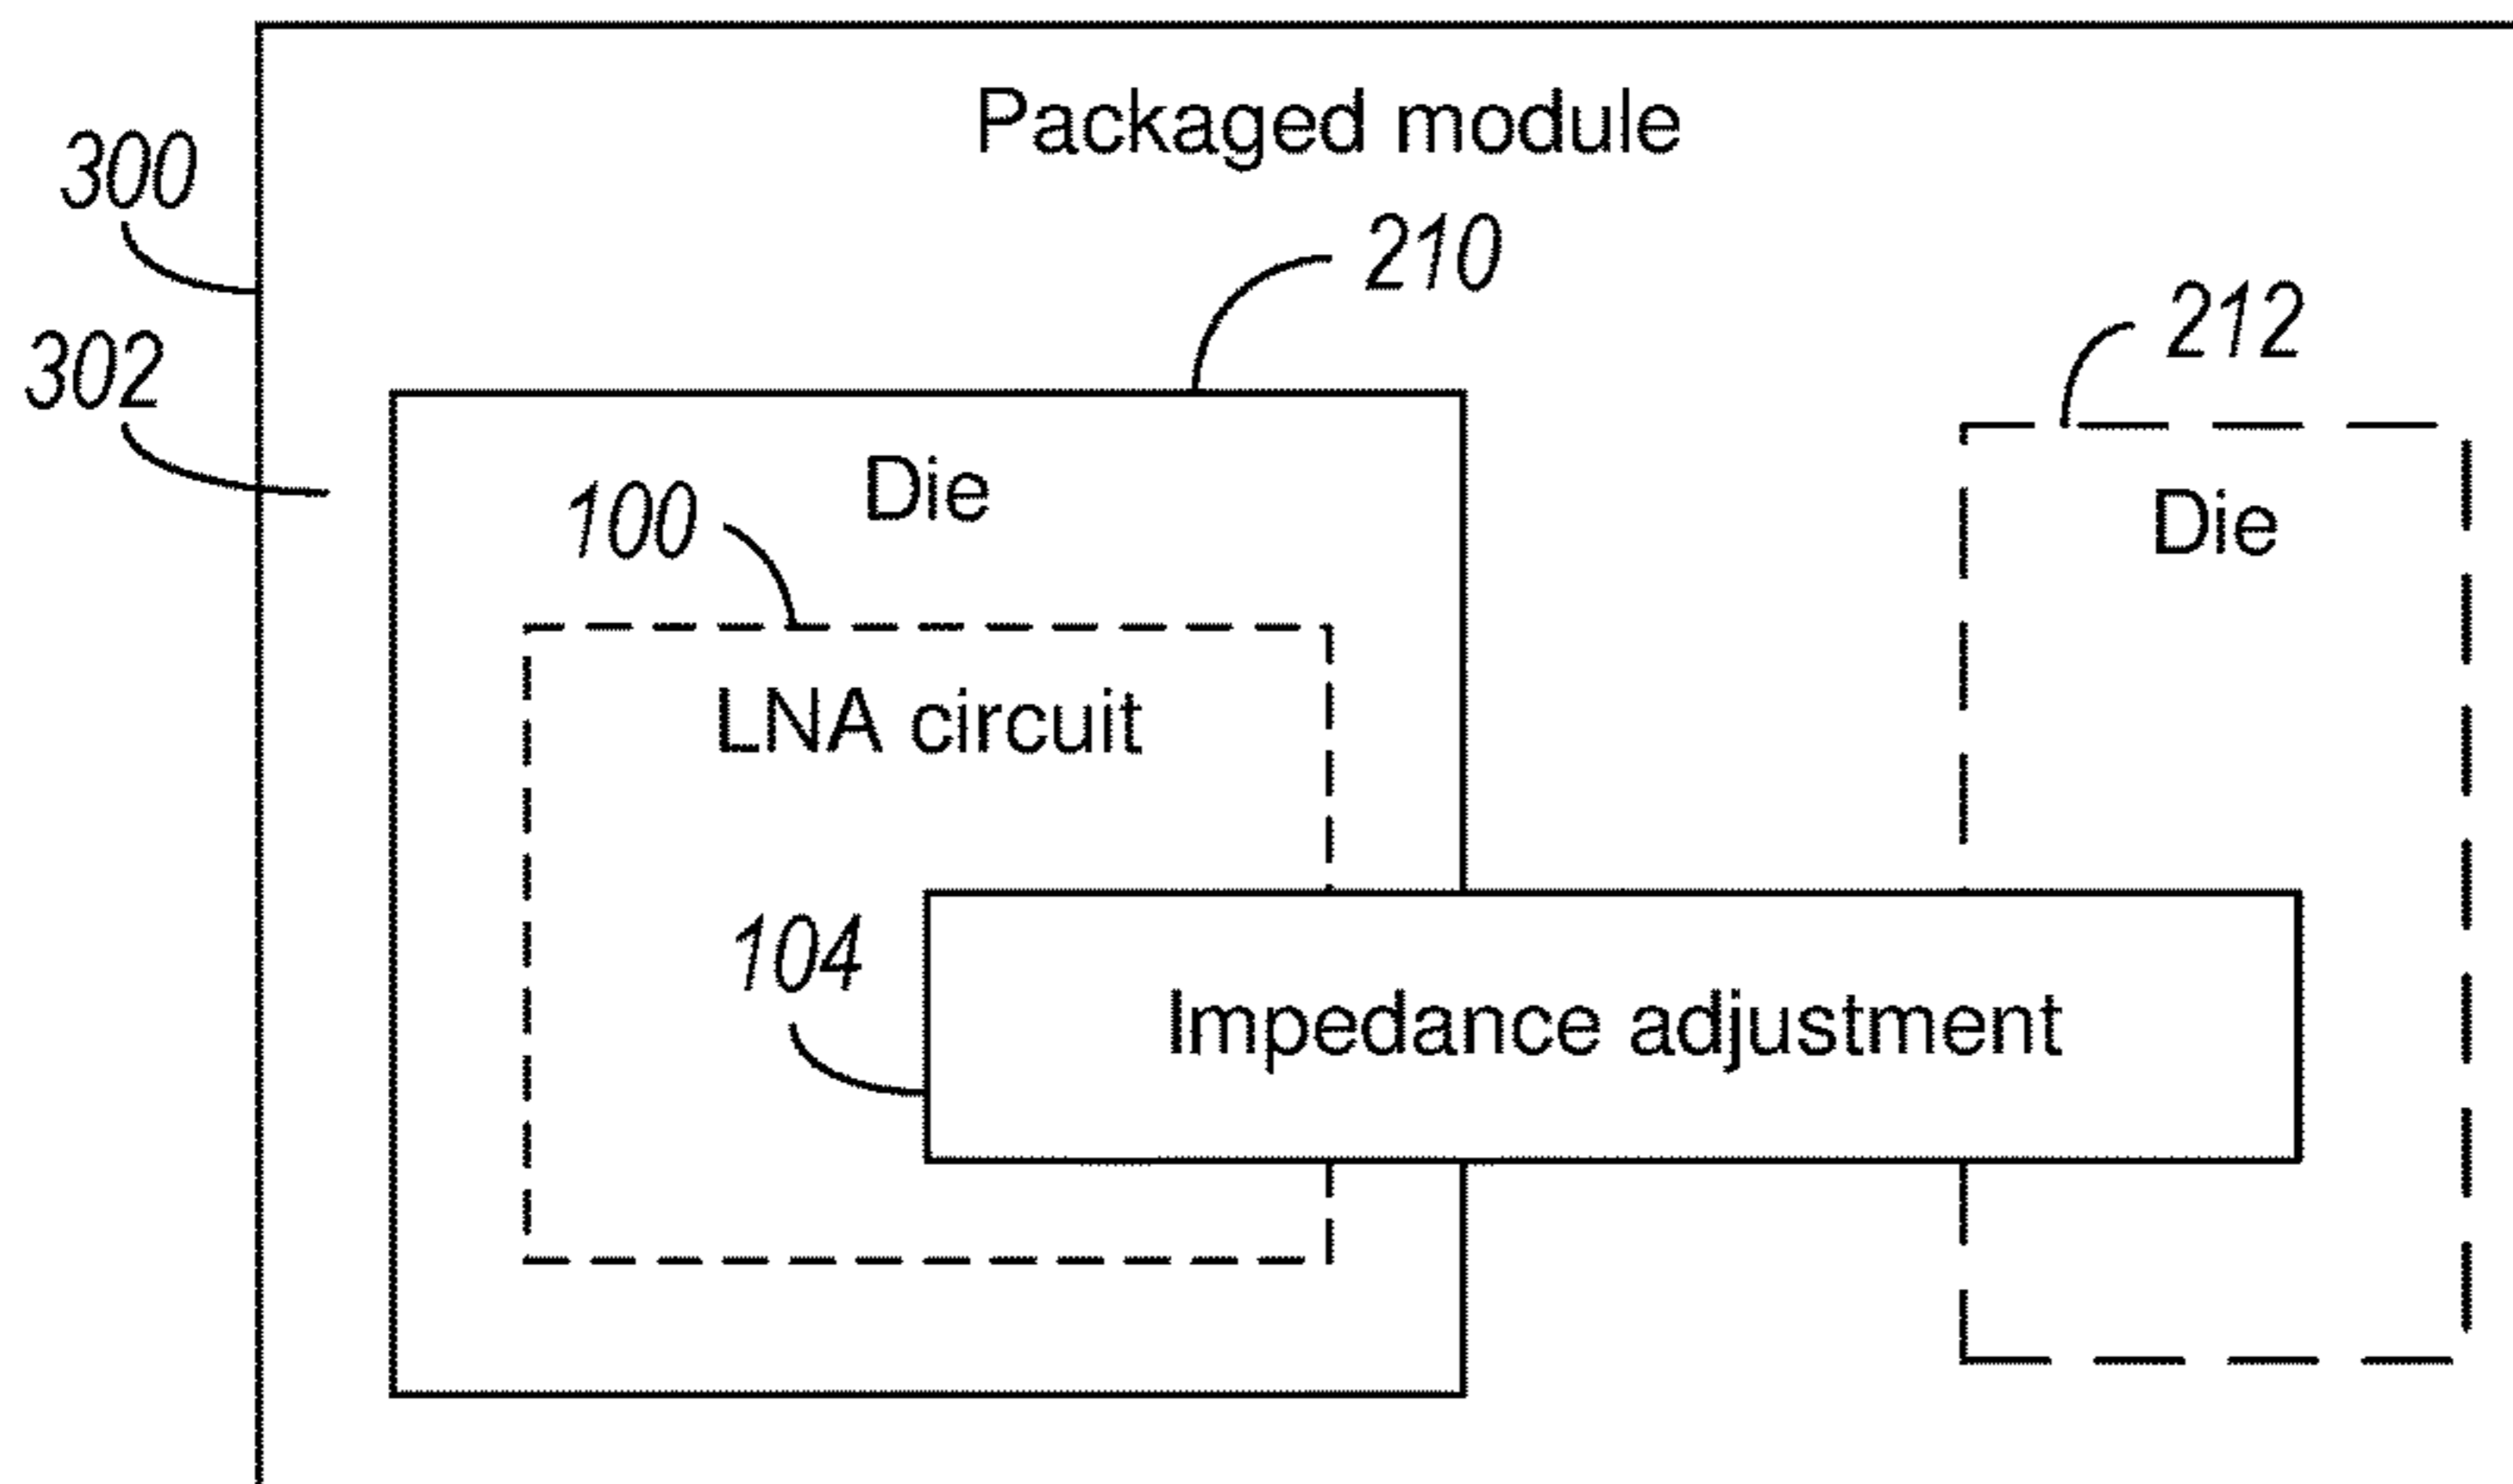 Packaged module
300
210
212
302
Die
100
Die
LNA circuit
104
Impedance adjustment